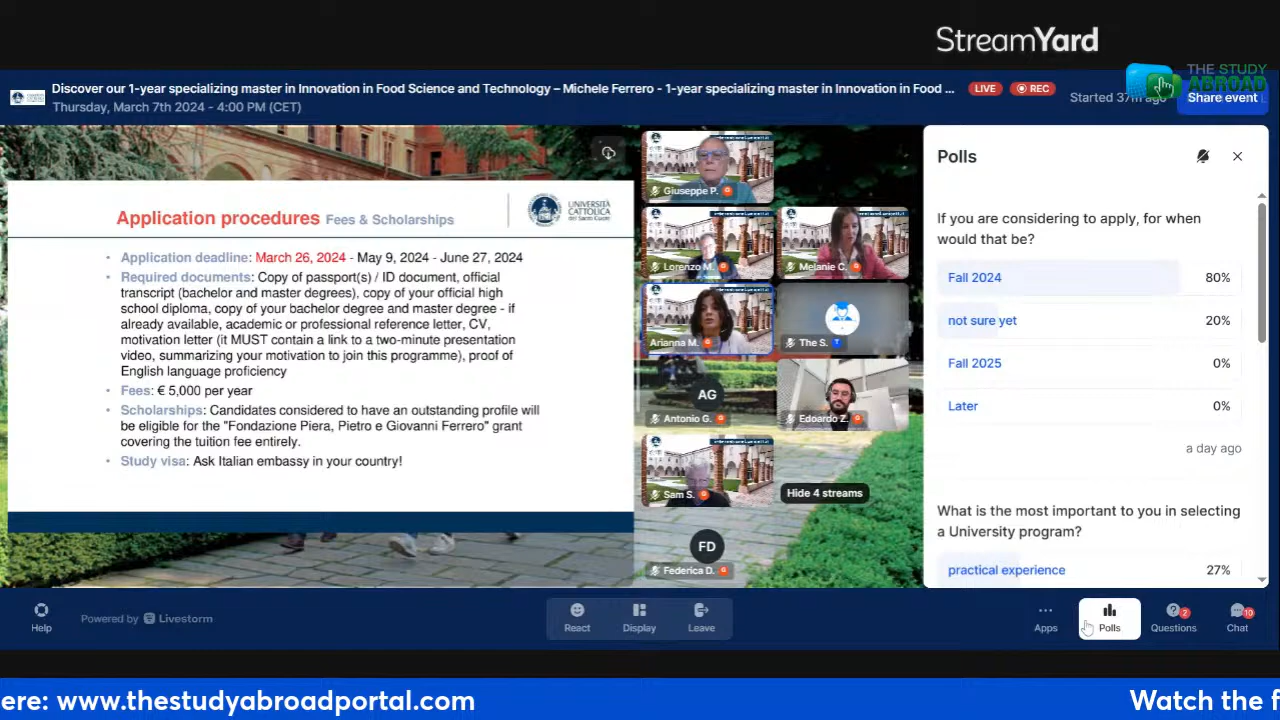 StreamYard
THE STUDY
ABROAD
Discover our 1-year specializing master in Innovation in Food Science and Technology – Michele Ferrero - 1-year specializing master in Innovation in Food ...
LIVE
REC
Thursday, March 7th 2024 - 4:00 PM (CET)
Started 37m ago
Share event
Application procedures Fees & Scholarships
UNIVERSITÀ
CATTOLICA
del Sacro Cuore
• Application deadline: March 26, 2024 - May 9, 2024 - June 27, 2024
• Required documents: Copy of passport(s) / ID document, official
transcript (bachelor and master degrees), copy of your official high
school diploma, copy of your bachelor degree and master degree - if
already available, academic or professional reference letter, CV,
motivation letter (it MUST contain a link to a two-minute presentation
video, summarizing your motivation to join this programme), proof of
English language proficiency
• Fees: € 5,000 per year
• Scholarships: Candidates considered to have an outstanding profile will
be eligible for the "Fondazione Piera, Pietro e Giovanni Ferrero" grant
covering the tuition fee entirely.
• Study visa: Ask Italian embassy in your country!
Giuseppe P.
Lorenzo M.
Melanie C.
Arianna M.
The S.
AG
Antonio G.
Edoardo Z.
Sam S.
Hide 4 streams
FD
Federica D.
Polls
If you are considering to apply, for when
would that be?
Fall 2024 80%
not sure yet 20%
Fall 2025 0%
Later 0%
a day ago
What is the most important to you in selecting
a University program?
practical experience 27%
Help
Powered by Livestorm
React
Display
Leave
Apps
Polls
Questions
2
Chat
10
ere: www.thestudyabroadportal.com
Watch the f